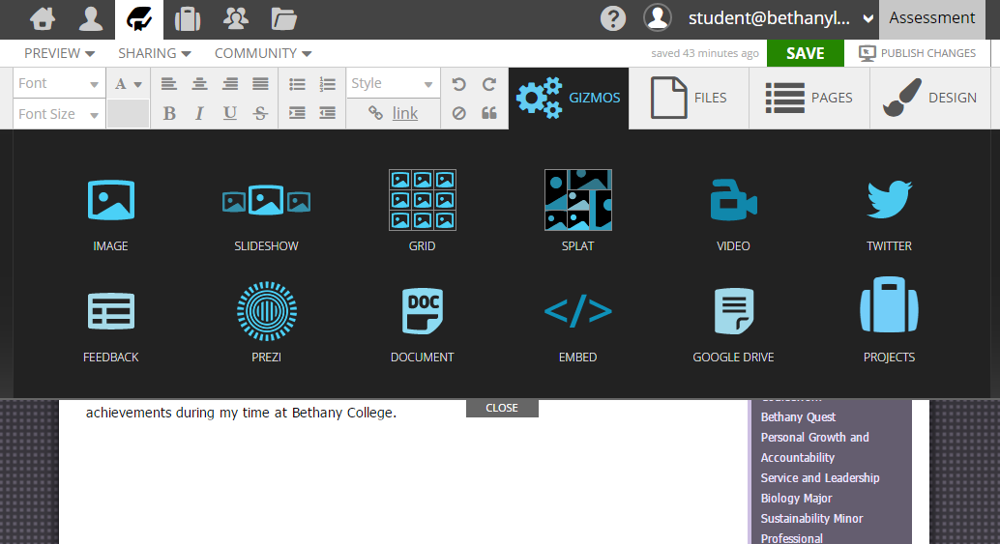 student@bethanyl... Assessment
PREVIEW SHARING COMMUNITY saved 43 minutes ago SAVE PUBLISH CHANGES
Font A Style
GIZMOS FILES PAGES DESIGN
Font Size B I U S link
IMAGE SLIDESHOW GRID SPLAT VIDEO TWITTER
DOC </>
FEEDBACK PREZI DOCUMENT EMBED GOOGLE DRIVE PROJECTS
CLOSE
achievements during my time at Bethany College.
Bethany Quest
Personal Growth and
Accountability
Service and Leadership
Biology Major
Sustainability Minor
Professional